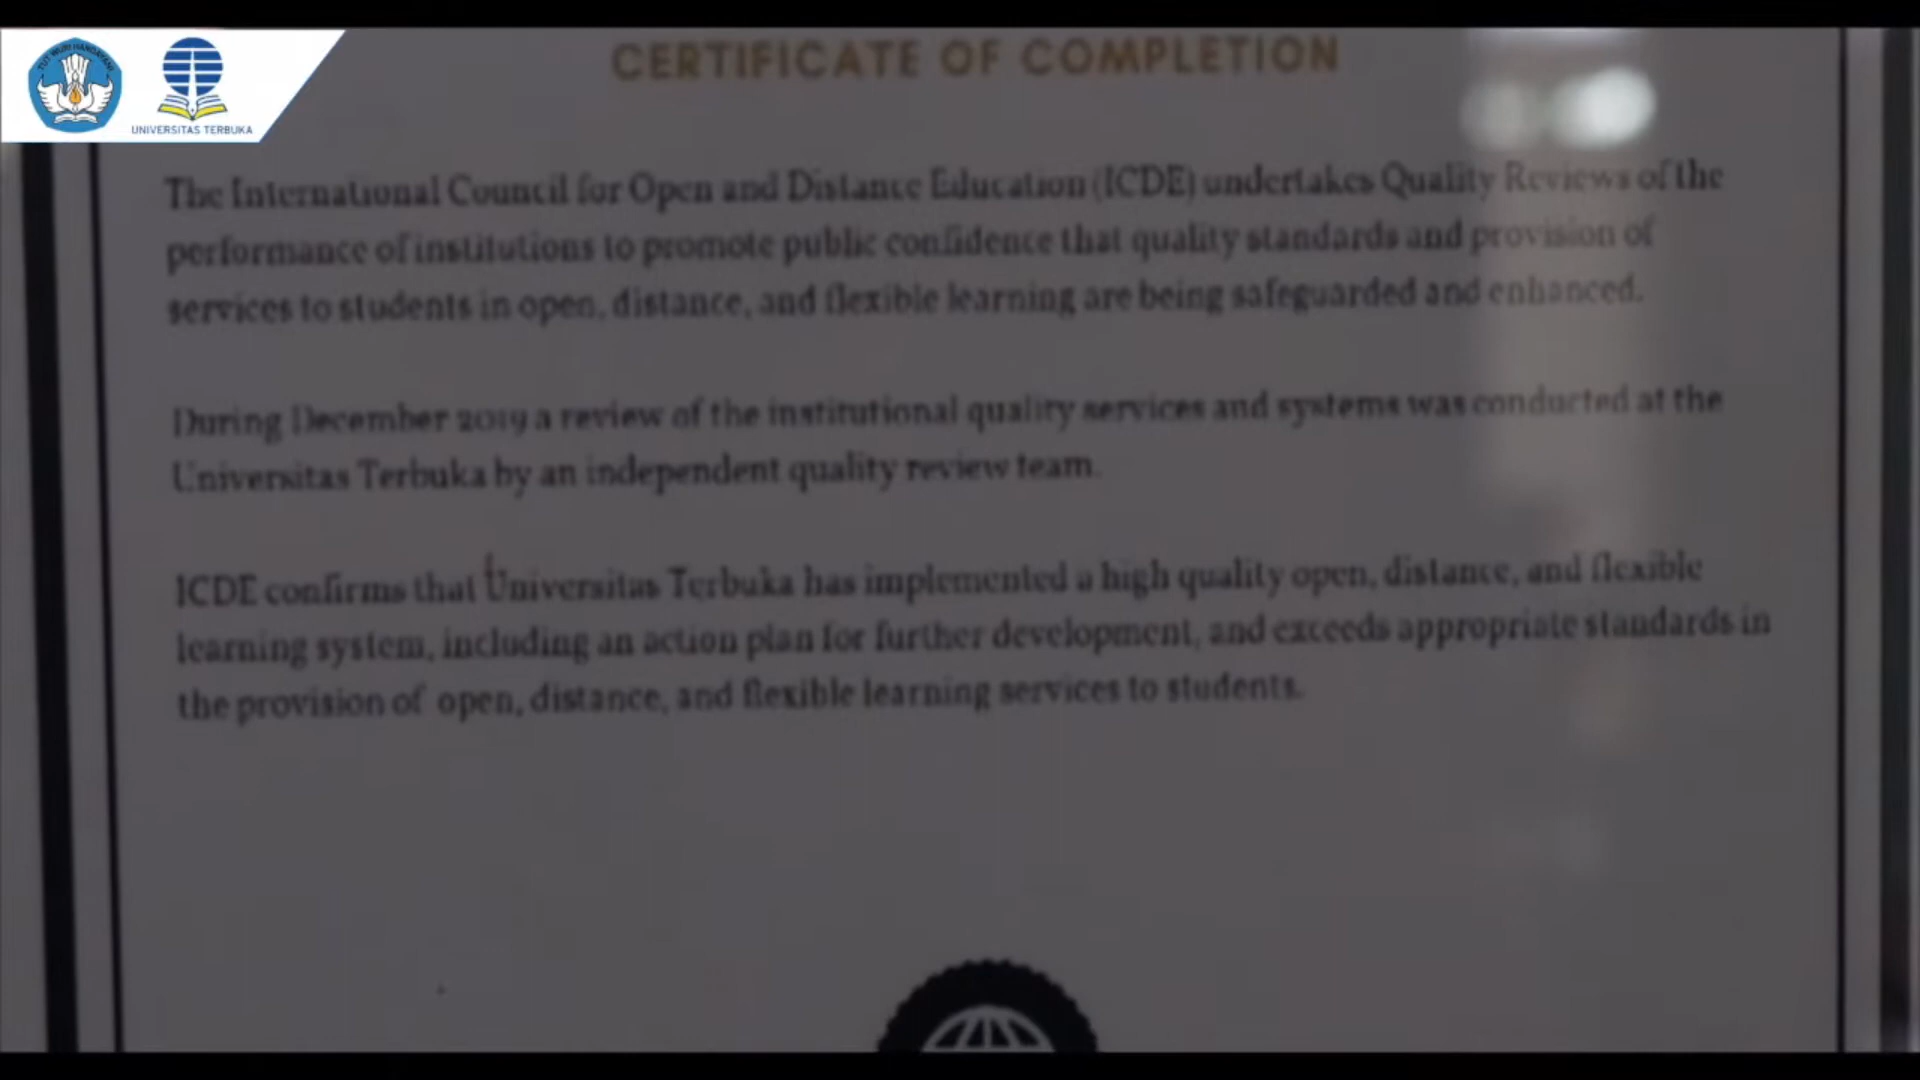 TUT WURI HANDAYANI
UNIVERSITAS TERBUKA
CERTIFICATE OF COMPLETION
The International Council for Open and Distance Education (ICDE) undertakes Quality Reviews of the
performance of institutions to promote public confidence that quality standards and provision of
services to students in open, distance, and flexible learning are being safeguarded and enhanced.
During December 2019 a review of the institutional quality services and systems was conducted at the
Universitas Terbuka by an independent quality review team.
ICDE confirms that Universitas Terbuka has implemented a high quality open, distance, and flexible
learning system, including an action plan for further development, and exceeds appropriate standards in
the provision of open, distance, and flexible learning services to students.